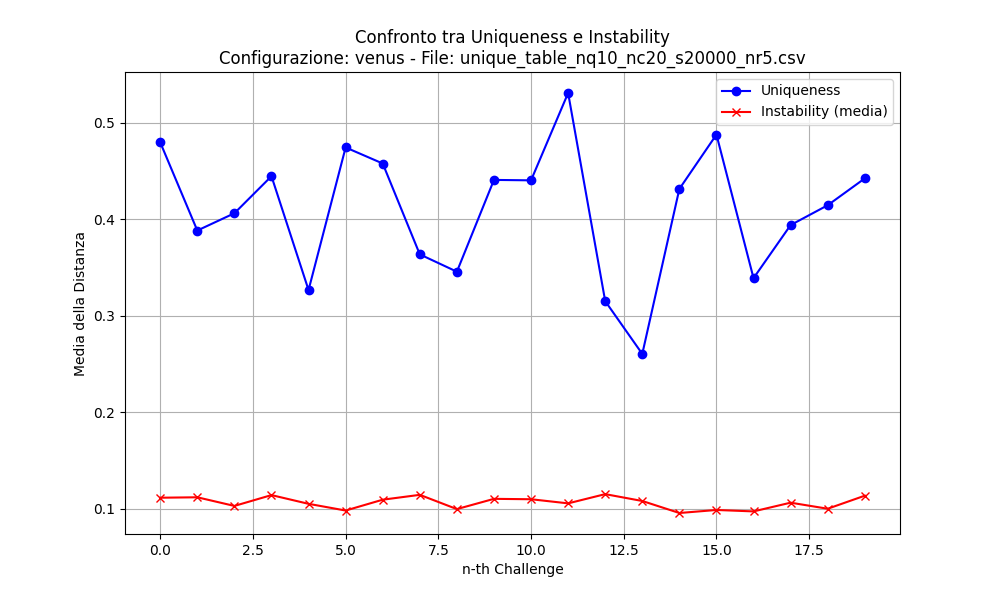 Confronto tra Uniqueness e Instability
Configurazione: venus - File: unique_table_nq10_nc20_s20000_nr5.csv
Uniqueness
Instability (media)
0.5
0.4
0.3
0.2
0.1
Media della Distanza
0.0 2.5 5.0 7.5 10.0 12.5 15.0 17.5
n-th Challenge